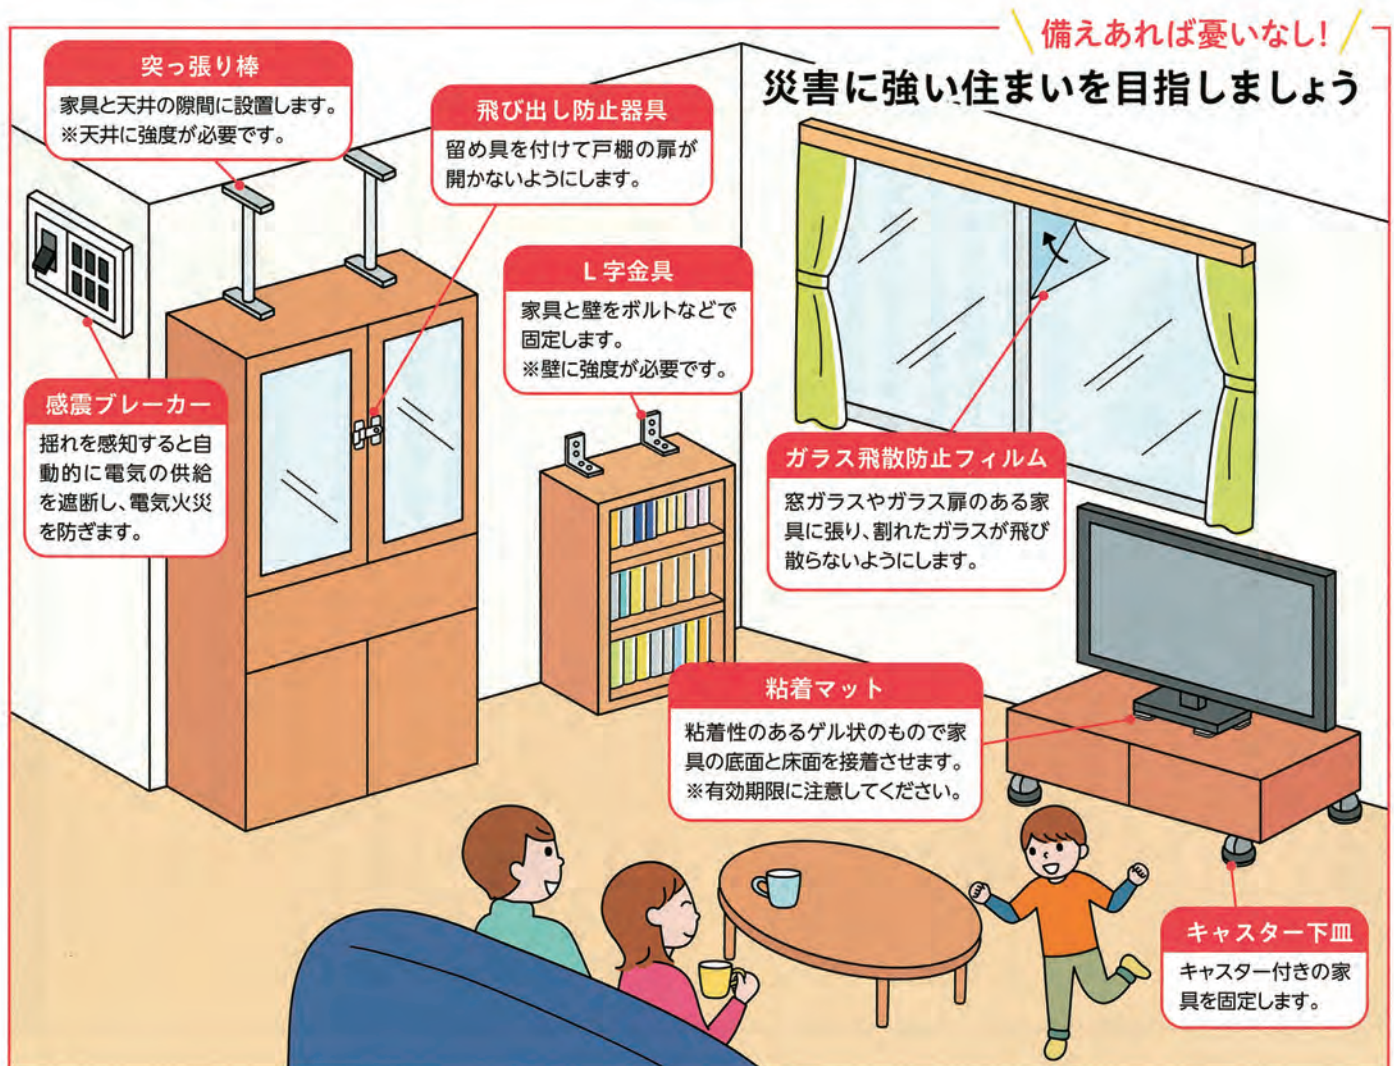 備えあれば憂いなし!
災害に強い住まいを目指しましょう
突っ張り棒
家具と天井の隙間に設置します。
※天井に強度が必要です。
飛び出し防止器具
留め具を付けて戸棚の扉が
開かないようにします。
L字金具
家具と壁をボルトなどで
固定します。
※壁に強度が必要です。
感震ブレーカー
揺れを感知すると自
動的に電気の供給
を遮断し、電気火災
を防ぎます。
ガラス飛散防止フィルム
窓ガラスやガラス扉のある家
具に張り、割れたガラスが飛び
散らないようにします。
粘着マット
粘着性のあるゲル状のもので家
具の底面と床面を接着させます。
※有効期限に注意してください。
キャスター下皿
キャスター付きの家
具を固定します。